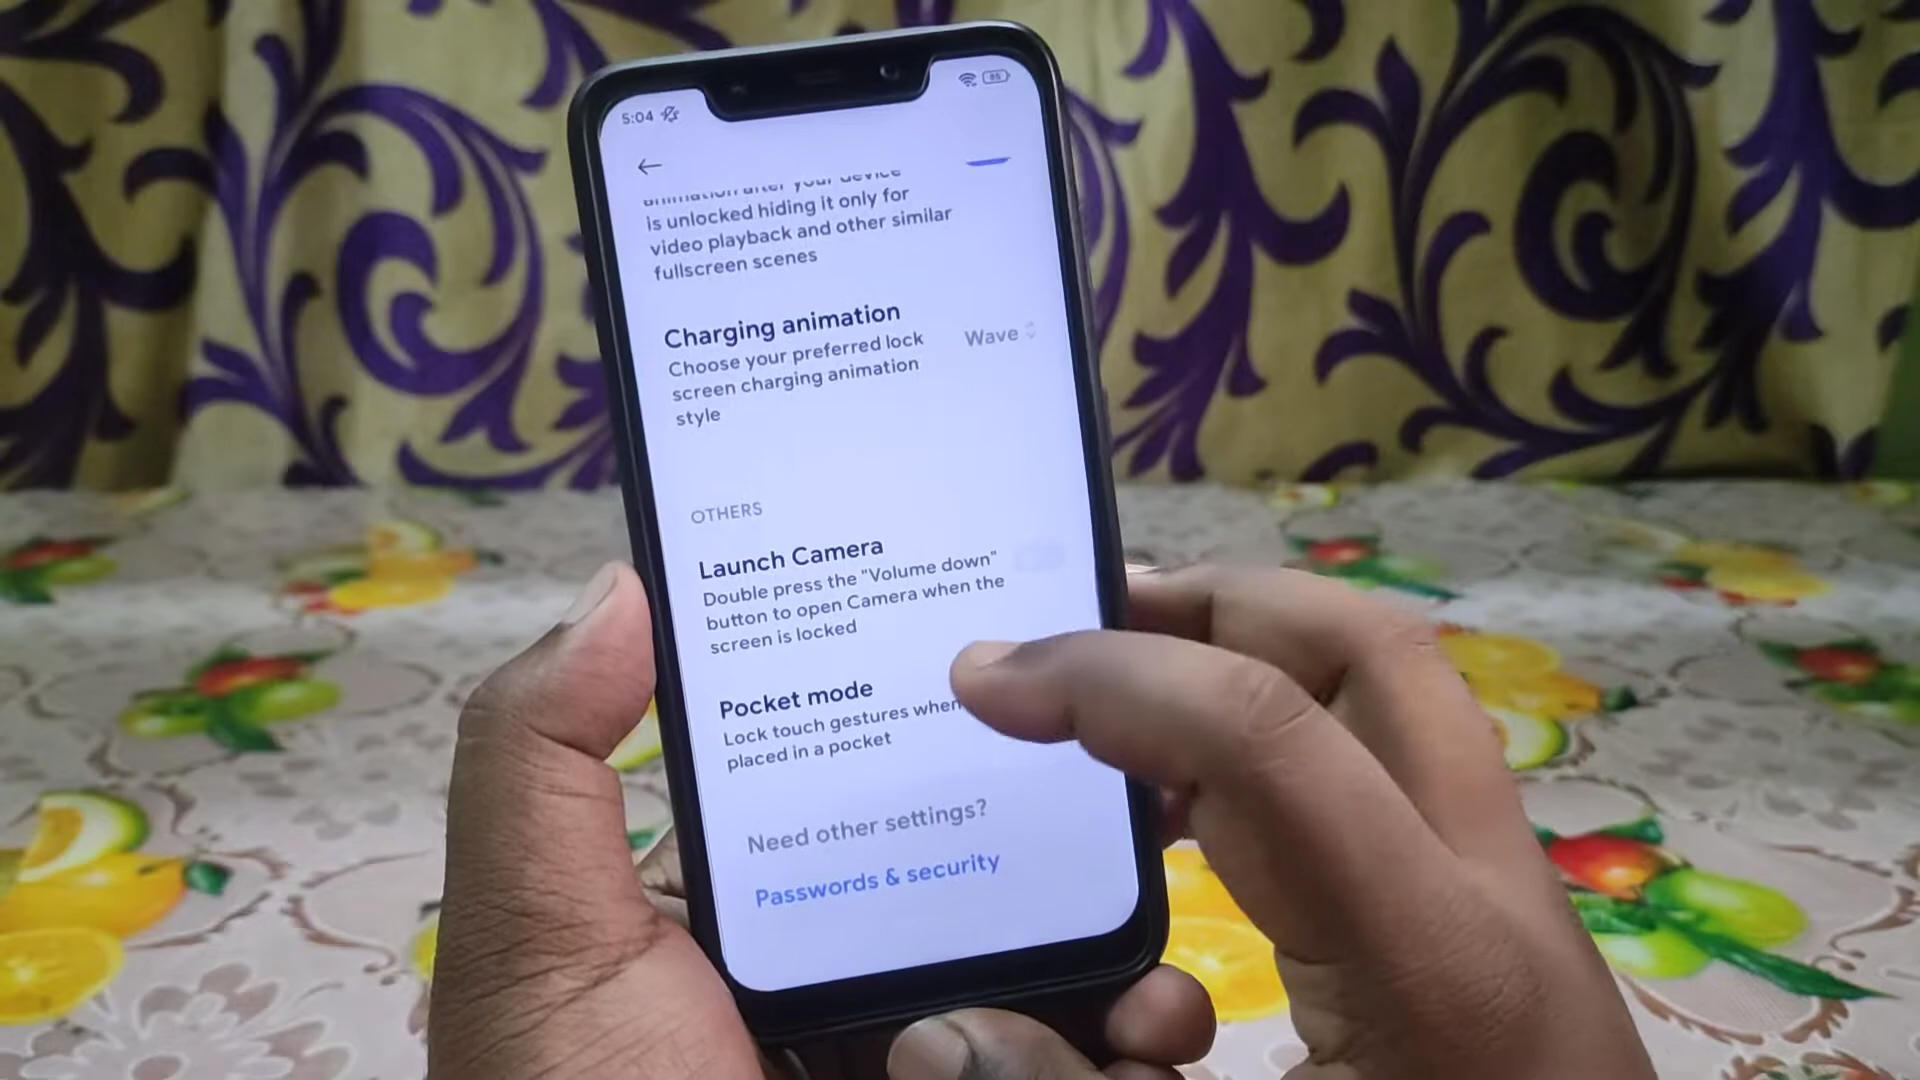 5:04
85
animation after your device
is unlocked hiding it only for
video playback and other similar
fullscreen scenes
Charging animation
Choose your preferred lock
screen charging animation
style
Wave
OTHERS
Launch Camera
Double press the "Volume down"
button to open Camera when the
screen is locked
Pocket mode
Lock touch gestures when
placed in a pocket
Need other settings?
Passwords & security